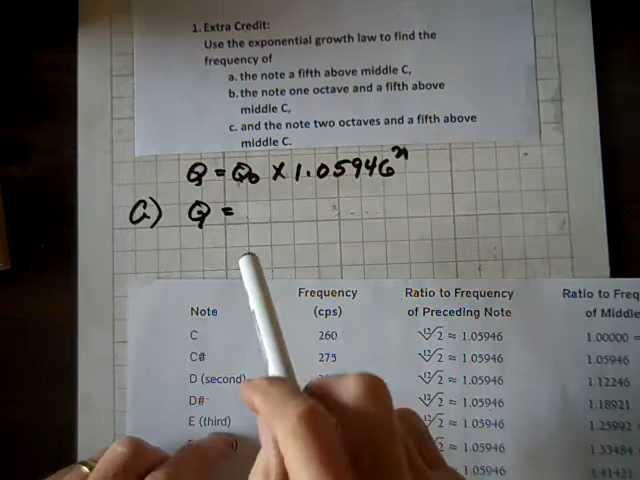 1. Extra Credit:
Use the exponential growth law to find the
frequency of
a. the note a fifth above middle C,
b. the note one octave and a fifth above
middle C,
c. and the note two octaves and a fifth above
middle C.
Q = Q₀ × 1.05946ⁿ
a) Q =
Note Frequency (cps) Ratio to Frequency of Preceding Note Ratio to Freq of Middle
C 260 ¹²√2 ≈ 1.05946 1.00000 =
C# 275 ¹²√2 ≈ 1.05946 1.05946
D (second) ¹²√2 ≈ 1.05946 1.12246
D# ¹²√2 ≈ 1.05946 1.18921
E (third) ¹²√2 ≈ 1.05946 1.25992
2 ≈ 1.05946 1.33484
1.05946 1.41421